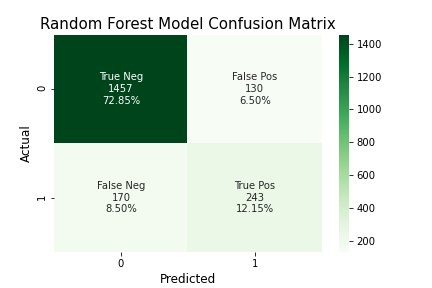 Random Forest Model Confusion Matrix
True Neg
1457
72.85%
False Pos
130
6.50%
False Neg
170
8.50%
True Pos
243
12.15%
0
1
Actual
0
1
Predicted
1400
1200
1000
800
600
400
200